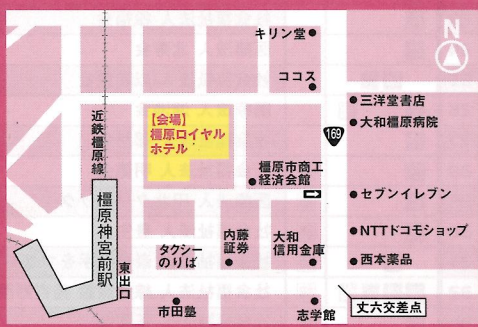 キリン堂
N
ココス
三洋堂書店
大和橿原病院
近鉄橿原線
【会場】
橿原ロイヤル
ホテル
169
橿原市商工
経済会館
セブンイレブン
橿原神宮前駅
東出口
タクシー
のりば
内藤
証券
大和
信用金庫
NTTドコモショップ
西本薬品
市田塾
志学館
丈六交差点